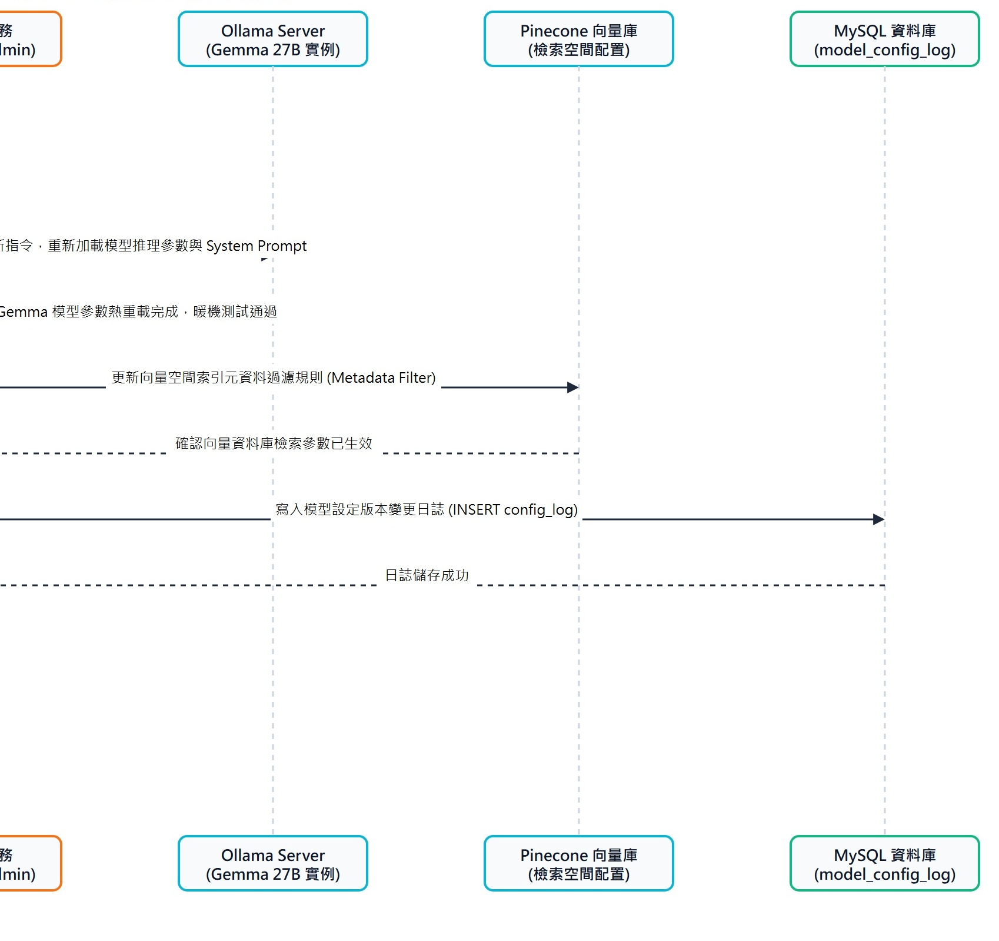 務
Ollama Server
Pinecone 向量庫
MySQL 資料庫
(Gemma 27B 實例)
(檢索空間配置)
(model_config_log)
指令，重新加載模型推理參數與 System Prompt
Gemma 模型參數熱重載完成，暖機測試通過
更新向量空間索引元資料過濾規則 (Metadata Filter)
確認向量資料庫檢索參數已生效
寫入模型設定版本變更日誌 (INSERT config_log)
日誌儲存成功
務
Ollama Server
Pinecone 向量庫
MySQL 資料庫
(Gemma 27B 實例)
(檢索空間配置)
(model_config_log)